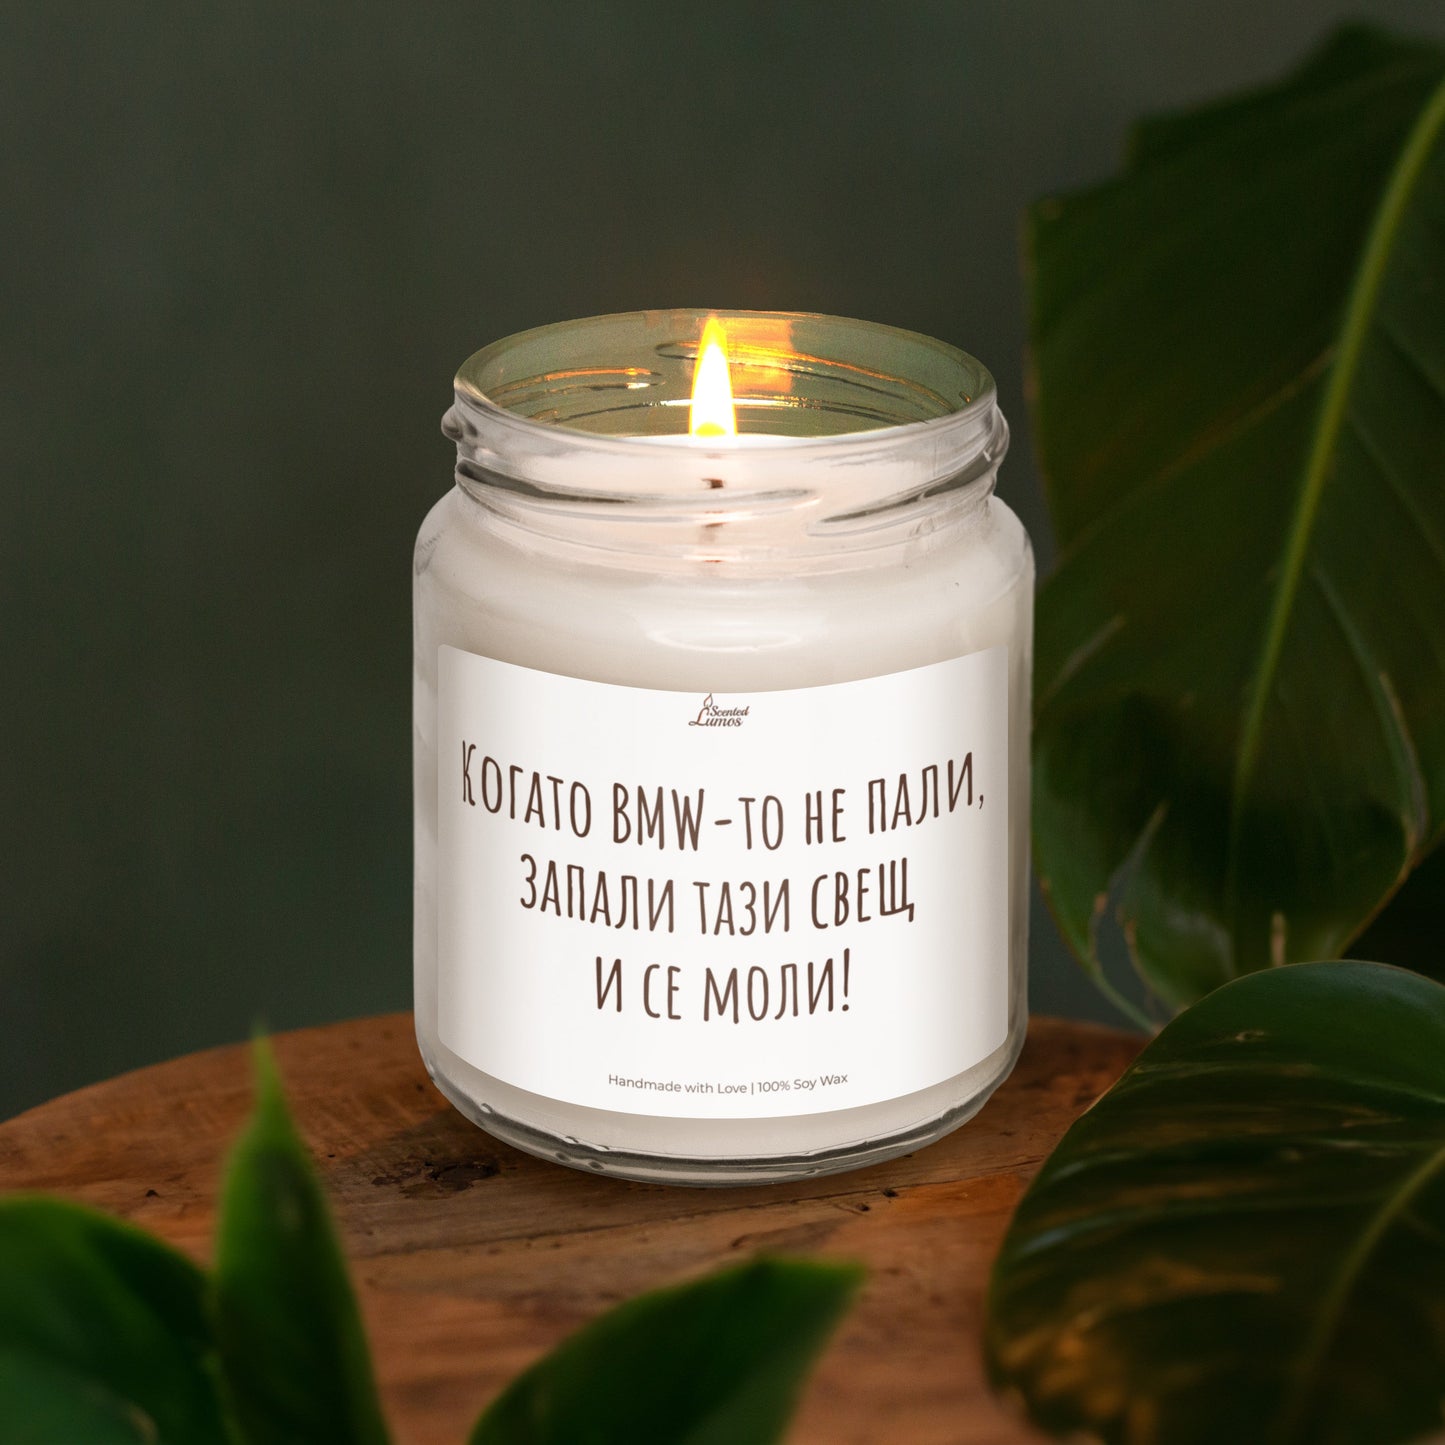 Scented
Lumos
Когато BMW-то не пали,
запали тази свещ
и се моли!
Handmade with Love | 100% Soy Wax